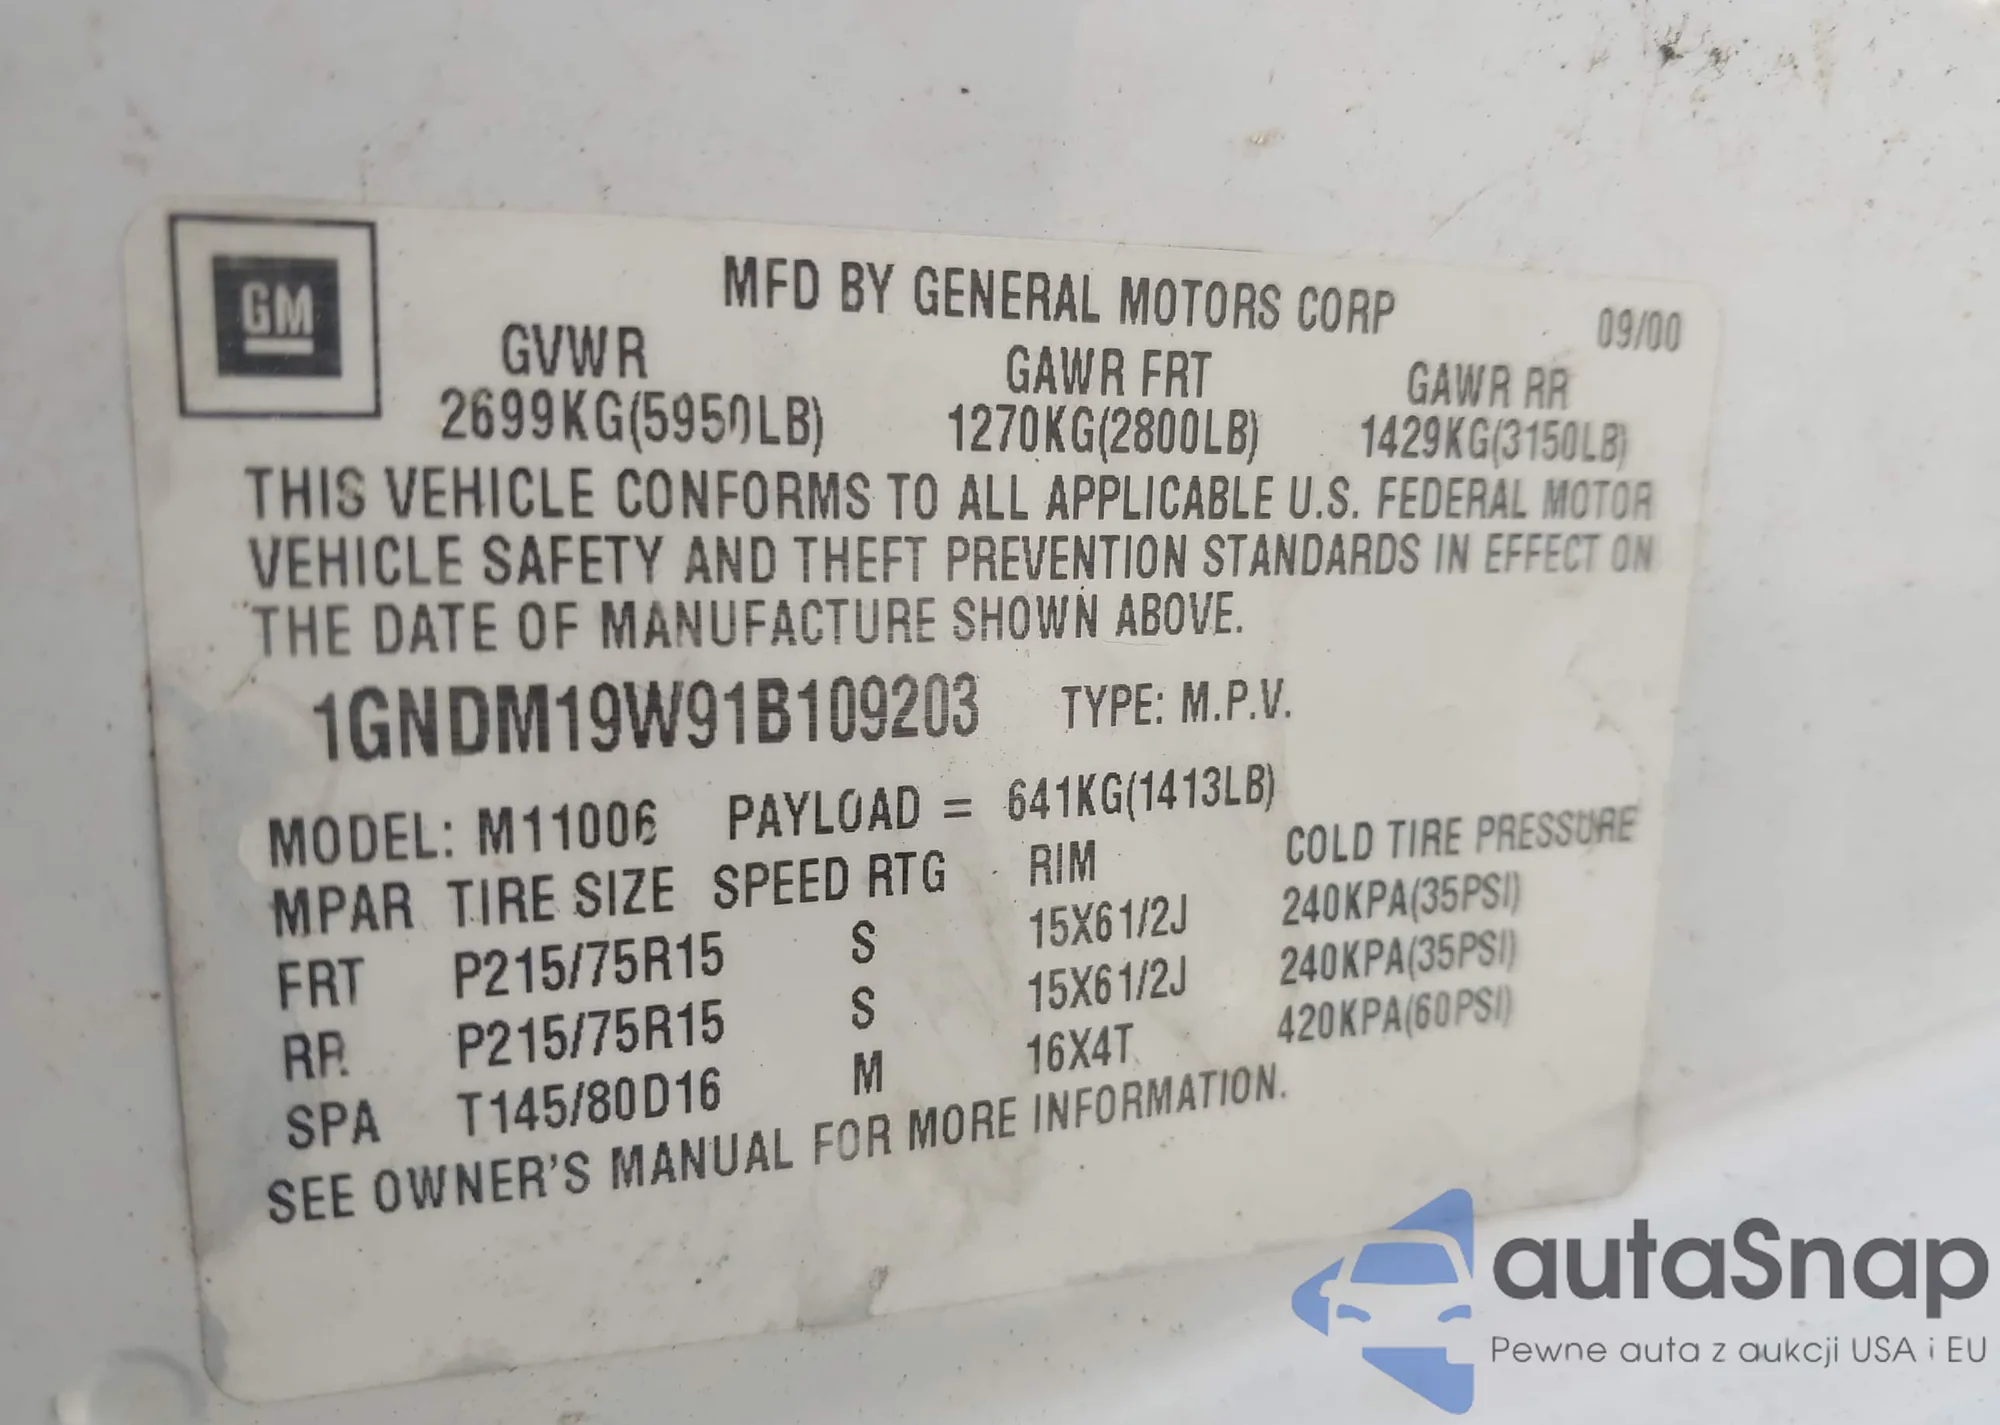 GM
MFD BY GENERAL MOTORS CORP 09/00
GVWR GAWR FRT GAWR RR
2699KG(5950LB) 1270KG(2800LB) 1429KG(3150LB)
THIS VEHICLE CONFORMS TO ALL APPLICABLE U.S. FEDERAL MOTOR
VEHICLE SAFETY AND THEFT PREVENTION STANDARDS IN EFFECT ON
THE DATE OF MANUFACTURE SHOWN ABOVE.
1GNDM19W91B109203 TYPE: M.P.V.
MODEL: M11006 PAYLOAD = 641KG(1413LB)
MPAR TIRE SIZE SPEED RTG RIM COLD TIRE PRESSURE
FRT P215/75R15 S 15X61/2J 240KPA(35PSI)
RR P215/75R15 S 15X61/2J 240KPA(35PSI)
SPA T145/80D16 M 16X4T 420KPA(60PSI)
SEE OWNER'S MANUAL FOR MORE INFORMATION.
autaSnap
Pewne auta z aukcji USA i EU